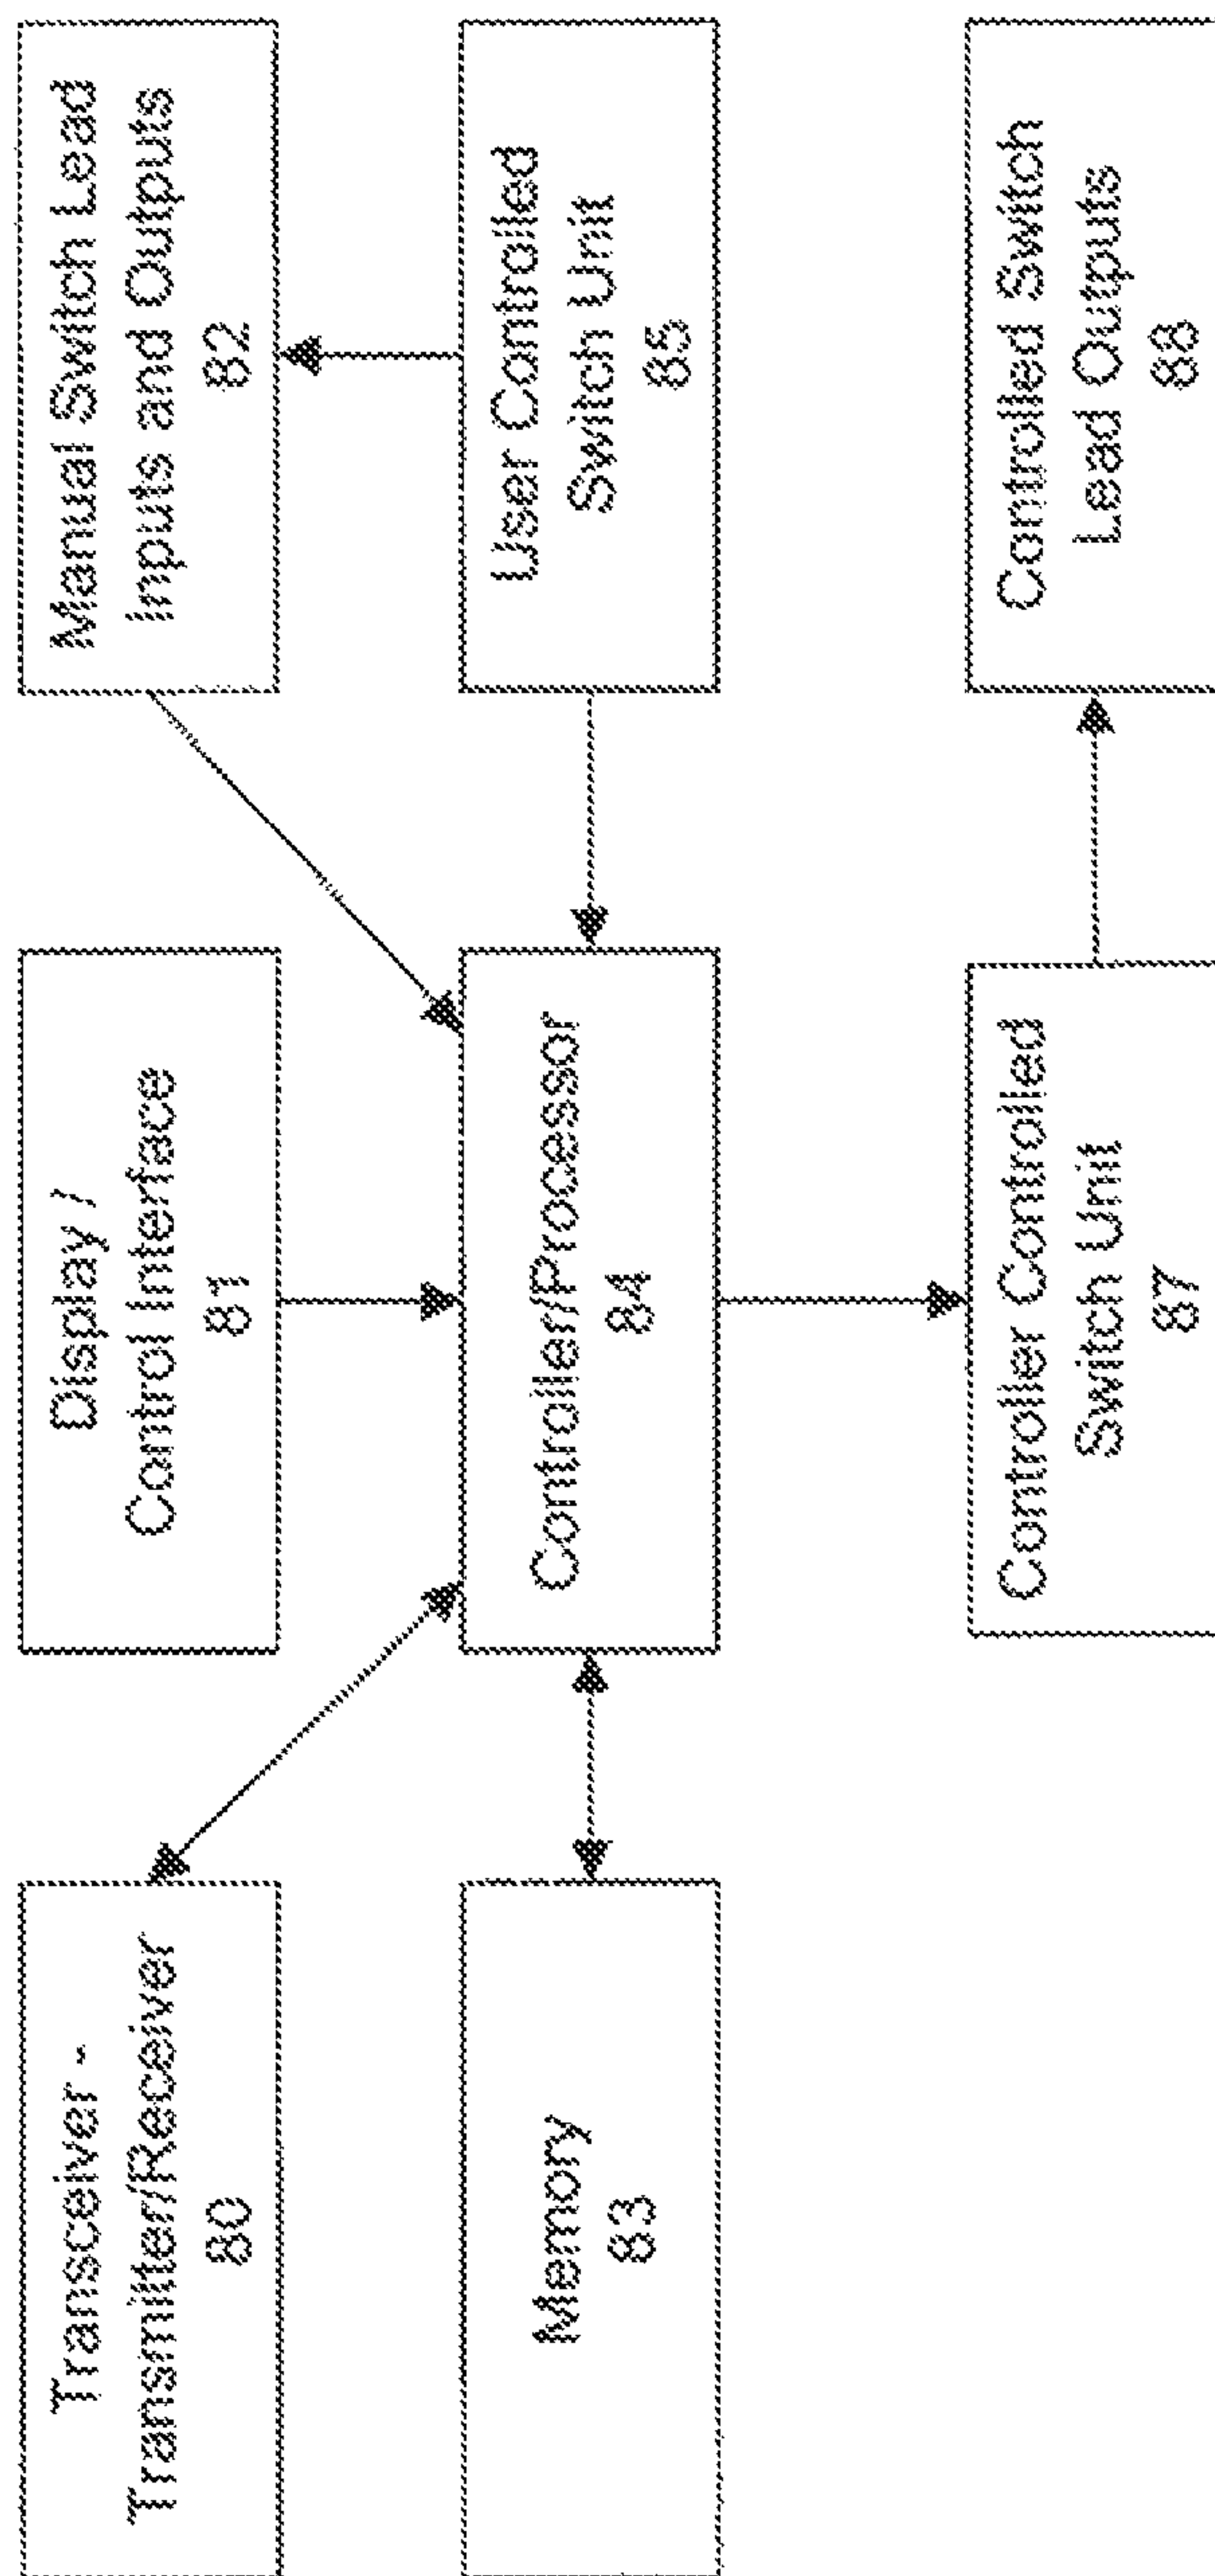 Transceiver -
Transmitter/Receiver
80
Display /
Control Interface
81
Manual Switch Lead
Inputs and Outputs
82
Memory
83
Controller/Processor
84
User Controlled
Switch Unit
85
Controller Controlled
Switch Unit
87
Controlled Switch
Lead Outputs
88